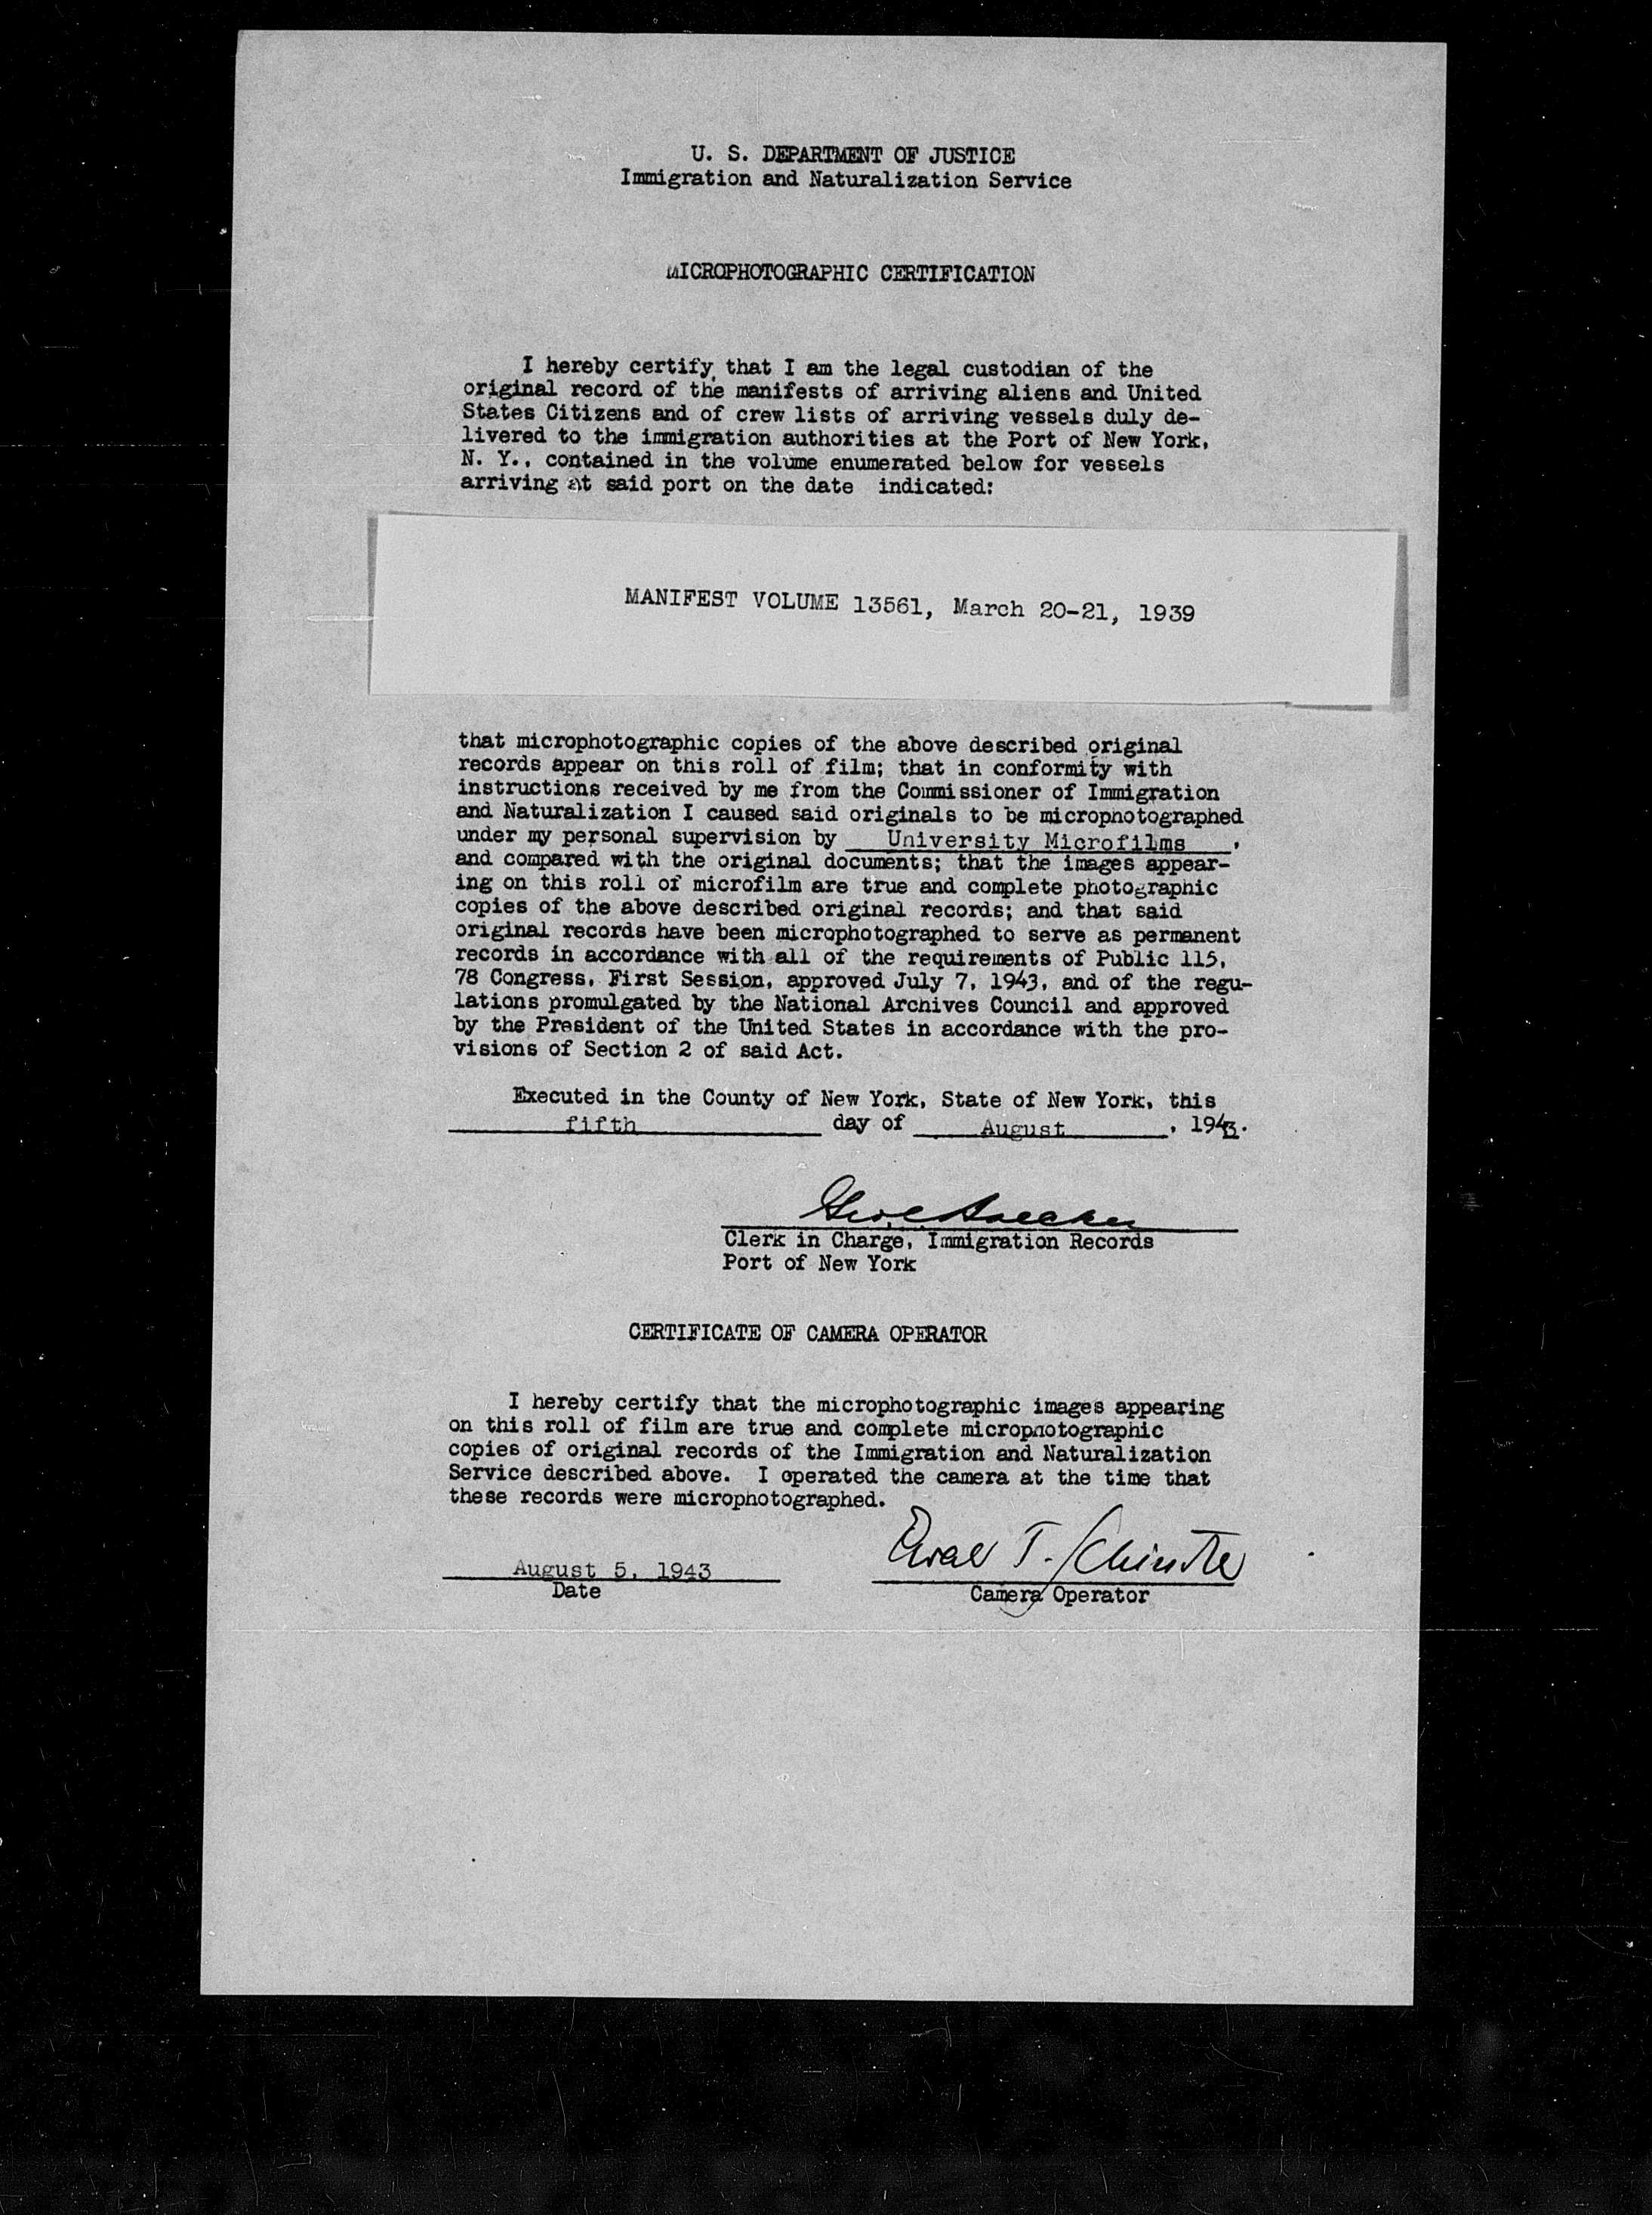 U. S. DEPARTMENT OF JUSTICE
Immigration and Naturalization Service
MICROPHOTOGRAPHIC CERTIFICATION
I hereby certify, that I am the legal custodian of the
original record of the manifests of arriving aliens and United
States Citizens and of crew lists of arriving vessels duly de-
livered to the immigration authorities at the Port of New York,
N. Y., contained in the volume enumerated below for vessels
arriving at said port on the date indicated:
MANIFEST VOLUME 13561, March 20-21, 1939
that microphotographic copies of the above described original
records appear on this roll of film; that in conformity with
instructions received by me from the Commissioner of Immigration
and Naturalization I caused said originals to be microphotographed
under my personal supervision by University Microfilms,
and compared with the original documents; that the images appear-
ing on this roll of microfilm are true and complete photographic
copies of the above described original records; and that said
original records have been microphotographed to serve as permanent
records in accordance with all of the requirements of Public 115,
78 Congress, First Session, approved July 7, 1943, and of the regu-
lations promulgated by the National Archives Council and approved
by the President of the United States in accordance with the pro-
visions of Section 2 of said Act.
Executed in the County of New York, State of New York, this
fifth day of August, 1943.
Clerk in Charge, Immigration Records
Port of New York
CERTIFICATE OF CAMERA OPERATOR
I hereby certify that the microphotographic images appearing
on this roll of film are true and complete microphotographic
copies of original records of the Immigration and Naturalization
Service described above. I operated the camera at the time that
these records were microphotographed.
August 5, 1943
Date
Camera Operator